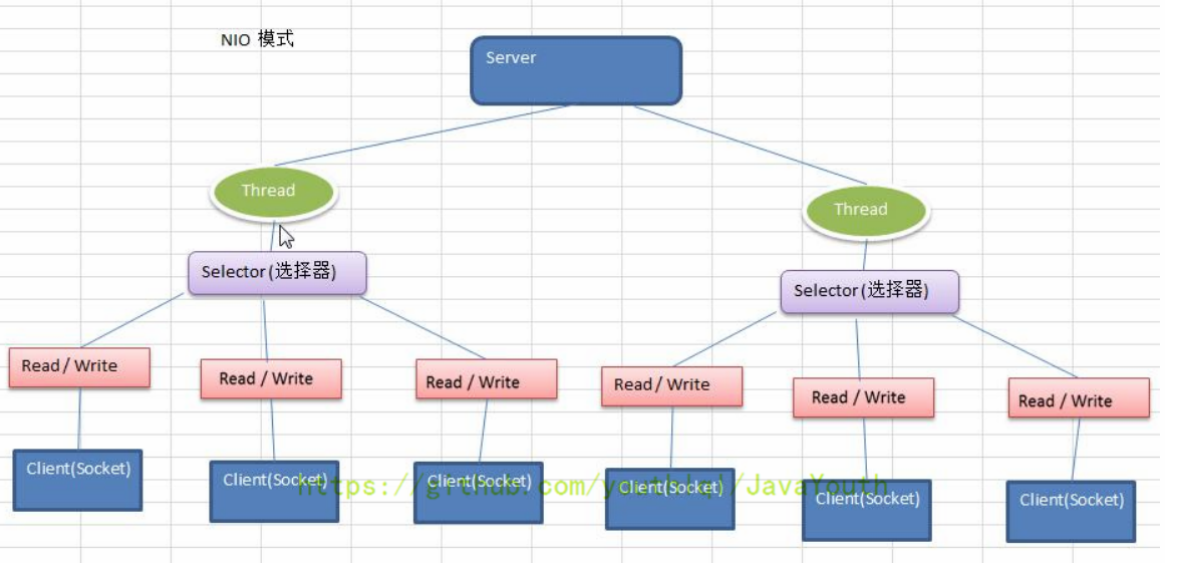 NIO 模式
Server
Thread
Thread
Selector(选择器)
Selector(选择器)
Read / Write
Read / Write
Read / Write
Read / Write
Read / Write
Read / Write
Client(Socket)
Client(Socket)
Client(Socket)
Client(Socket)
Client(Socket)
Client(Socket)
https://github.com/youthlql/JavaYouth